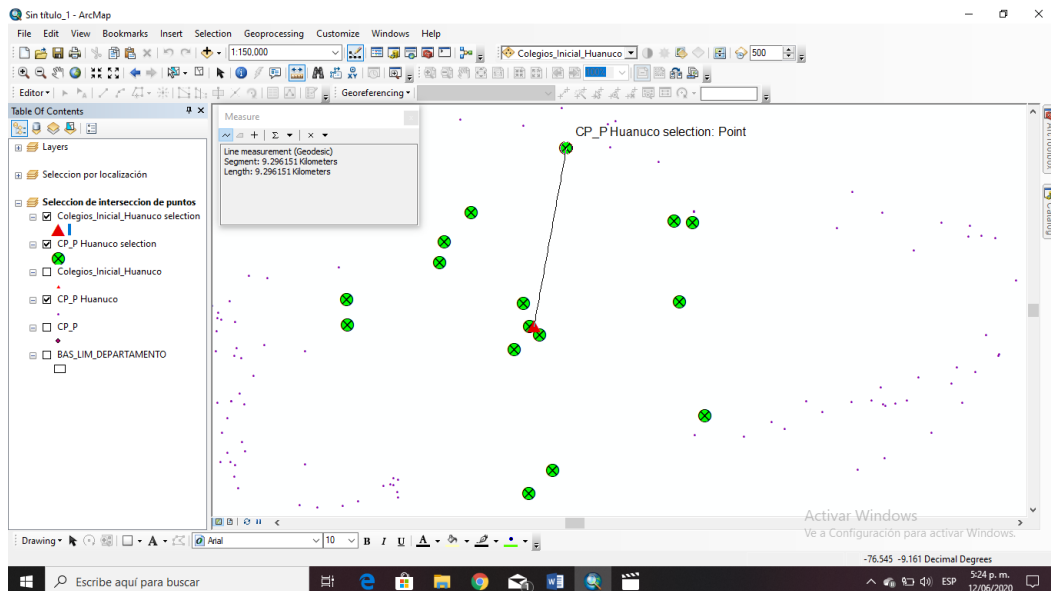 Sin título_1 - ArcMap
File Edit View Bookmarks Insert Selection Geoprocessing Customize Windows Help
1:150,000
Colegios_Inicial_Huanuco
500
Editor
Georeferencing
Table Of Contents
Layers
Seleccion por localización
Seleccion de interseccion de puntos
Colegios_Inicial_Huanuco selection
CP_P Huanuco selection
Colegios_Inicial_Huanuco
CP_P Huanuco
CP_P
BAS_LIM_DEPARTAMENTO
Measure
Line measurement (Geodesic)
Segment: 9.296151 Kilometers
Length: 9.296151 Kilometers
CP_P Huanuco selection: Point
ArcToolbox
Catalog
Activar Windows
Ve a Configuración para activar Windows.
Drawing
Arial
10
B I U A
-76.545 -9.161 Decimal Degrees
Escribe aquí para buscar
ESP
5:24 p. m.
12/06/2020